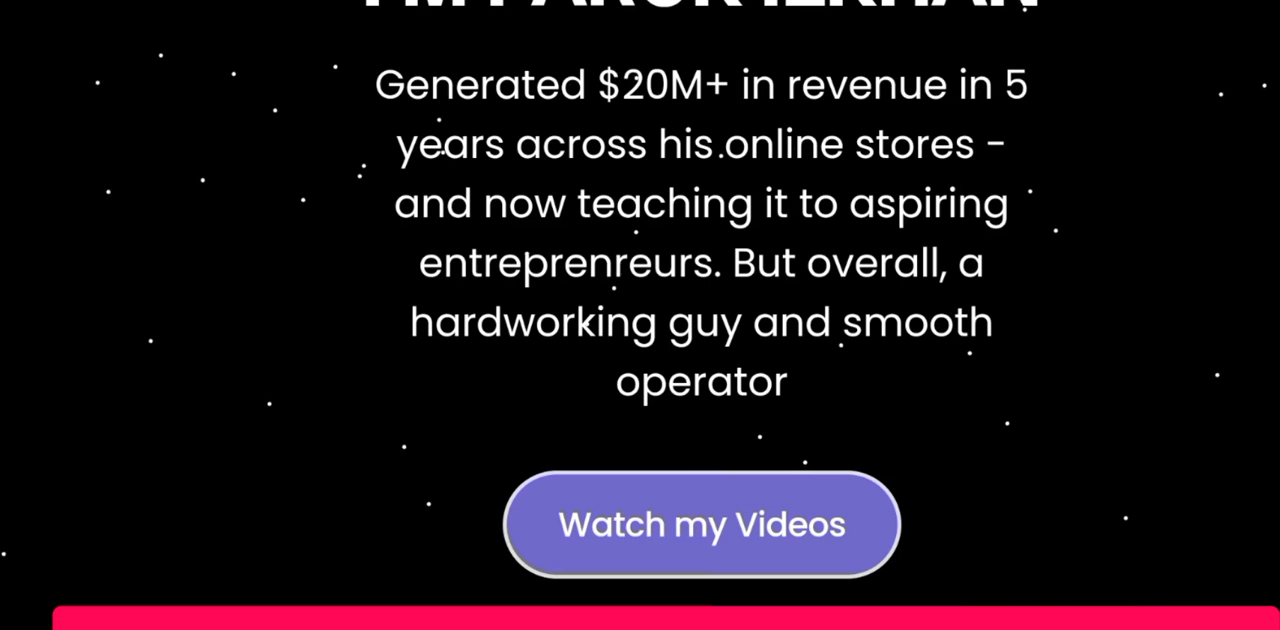 Generated $20M+ in revenue in 5
years across his online stores -
and now teaching it to aspiring
entreprenreurs. But overall, a
hardworking guy and smooth
operator
Watch my Videos